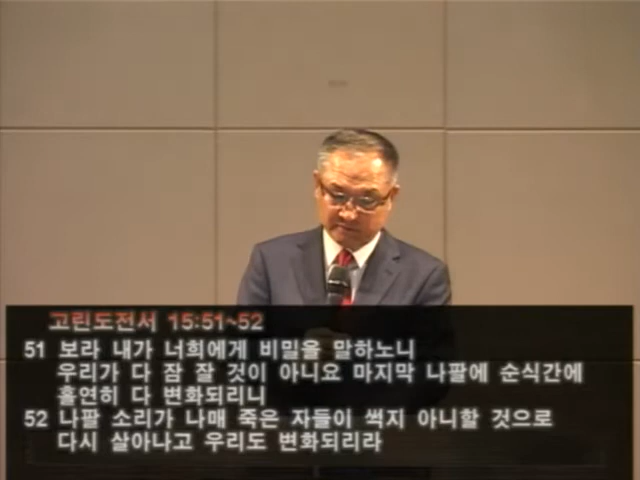 고린도전서 15:51~52
51 보라 내가 너희에게 비밀을 말하노니
우리가 다 잠 잘 것이 아니요 마지막 나팔에 순식간에
홀연히 다 변화되리니
52 나팔 소리가 나매 죽은 자들이 썩지 아니할 것으로
다시 살아나고 우리도 변화되리라